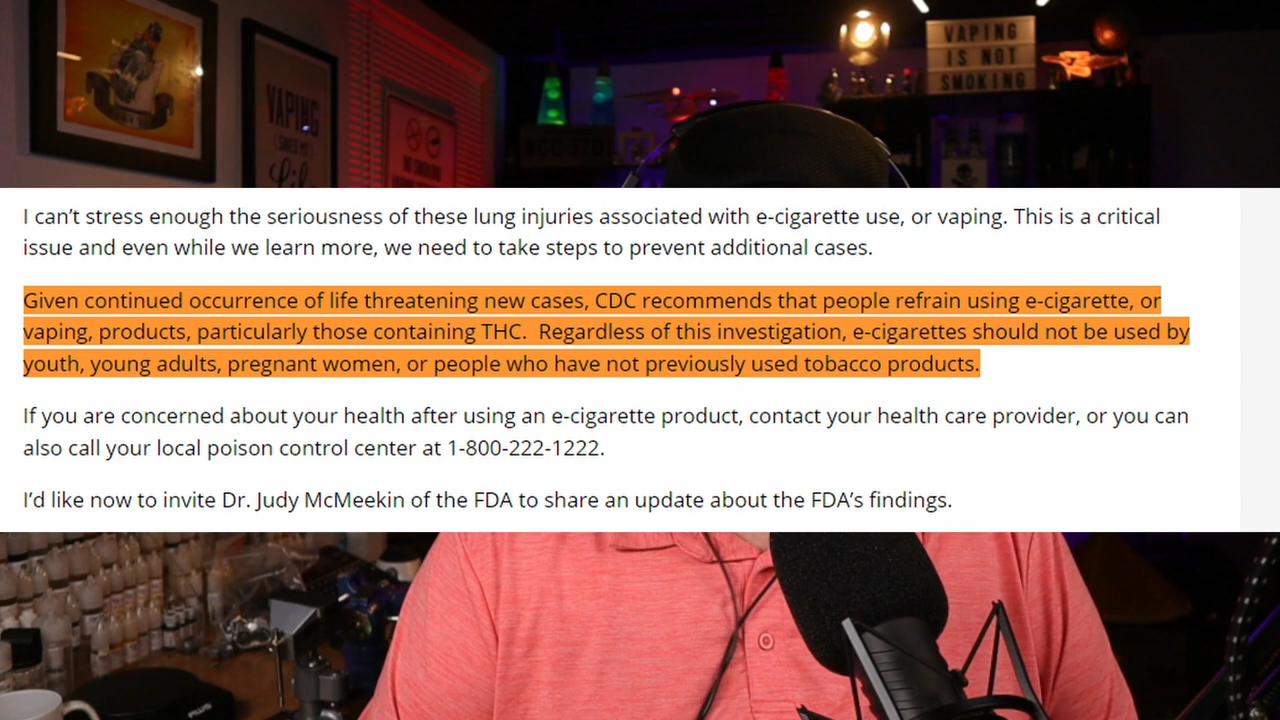 VAPING
IS NOT
SMOKING
VAPING
Life
NO SMOKING
I can’t stress enough the seriousness of these lung injuries associated with e-cigarette use, or vaping. This is a critical
issue and even while we learn more, we need to take steps to prevent additional cases.
Given continued occurrence of life threatening new cases, CDC recommends that people refrain using e-cigarette, or
vaping, products, particularly those containing THC.  Regardless of this investigation, e-cigarettes should not be used by
youth, young adults, pregnant women, or people who have not previously used tobacco products.
If you are concerned about your health after using an e-cigarette product, contact your health care provider, or you can
also call your local poison control center at 1-800-222-1222.
I’d like now to invite Dr. Judy McMeekin of the FDA to share an update about the FDA’s findings.